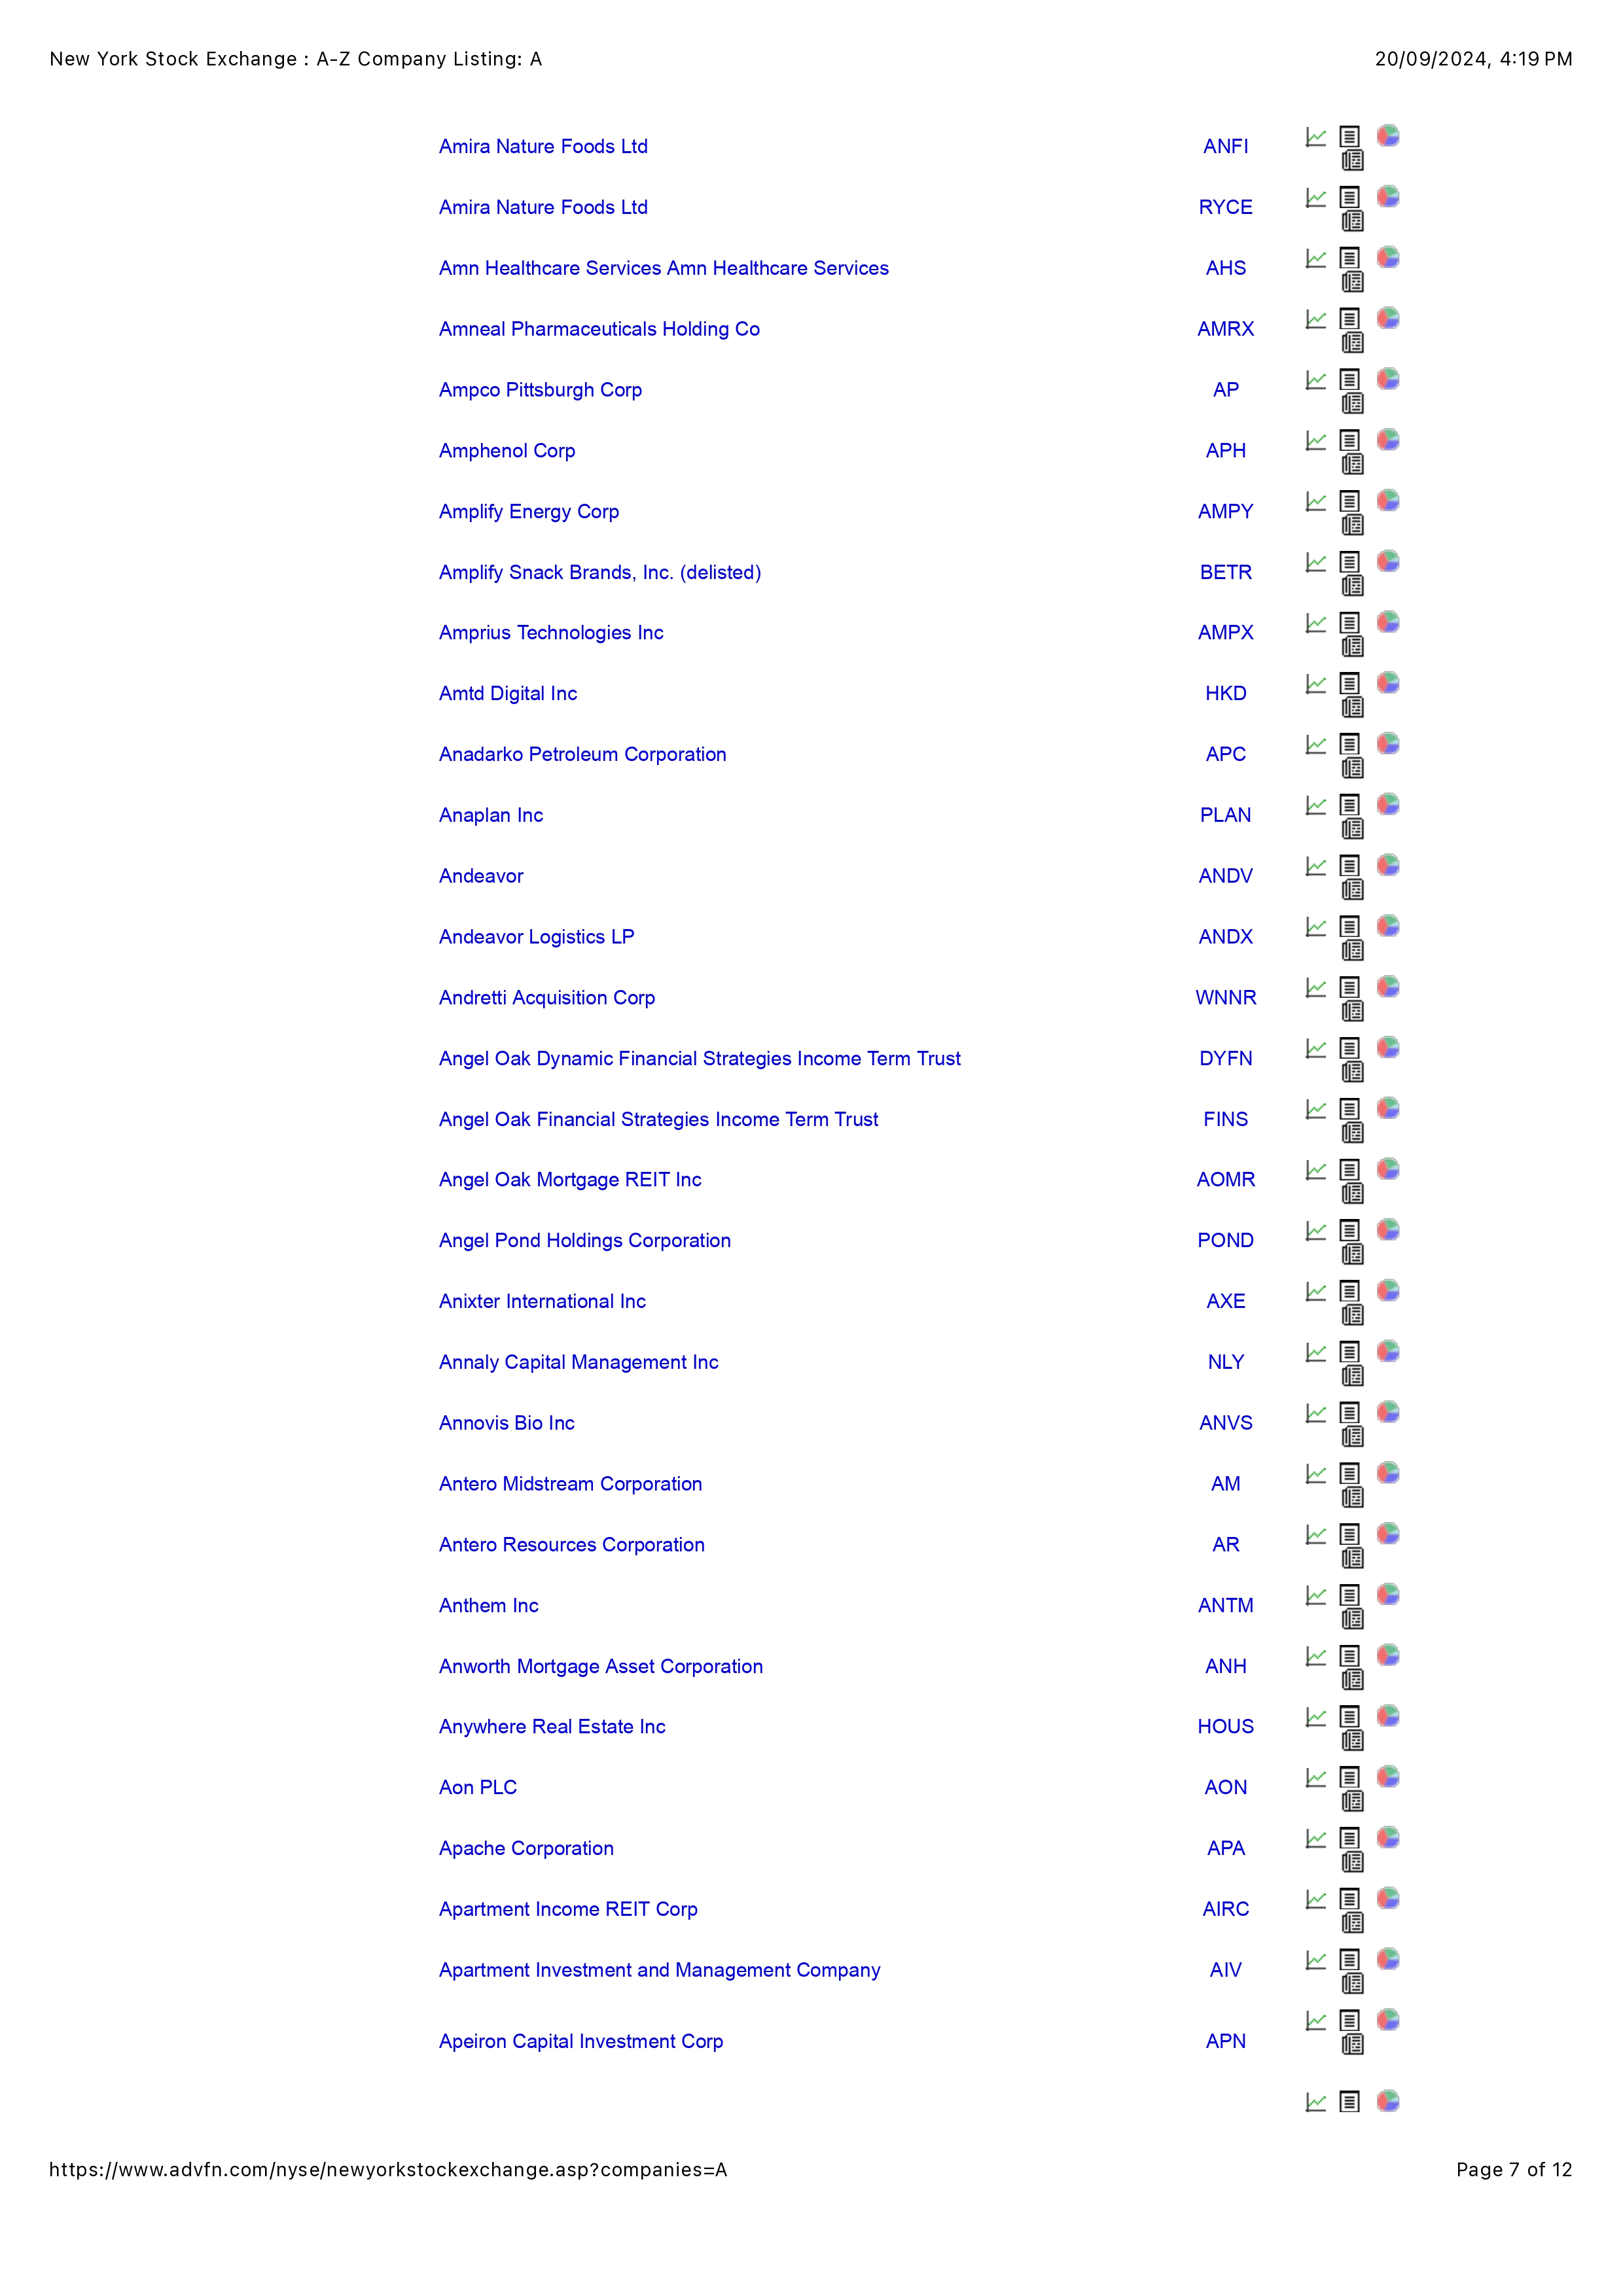 New York Stock Exchange : A-Z Company Listing: A 20/09/2024, 4:19 PM
Amira Nature Foods Ltd ANFI
Amira Nature Foods Ltd RYCE
Amn Healthcare Services Amn Healthcare Services AHS
Amneal Pharmaceuticals Holding Co AMRX
Ampco Pittsburgh Corp AP
Amphenol Corp APH
Amplify Energy Corp AMPY
Amplify Snack Brands, Inc. (delisted) BETR
Amprius Technologies Inc AMPX
Amtd Digital Inc HKD
Anadarko Petroleum Corporation APC
Anaplan Inc PLAN
Andeavor ANDV
Andeavor Logistics LP ANDX
Andretti Acquisition Corp WNNR
Angel Oak Dynamic Financial Strategies Income Term Trust DYFN
Angel Oak Financial Strategies Income Term Trust FINS
Angel Oak Mortgage REIT Inc AOMR
Angel Pond Holdings Corporation POND
Anixter International Inc AXE
Annaly Capital Management Inc NLY
Annovis Bio Inc ANVS
Antero Midstream Corporation AM
Antero Resources Corporation AR
Anthem Inc ANTM
Anworth Mortgage Asset Corporation ANH
Anywhere Real Estate Inc HOUS
Aon PLC AON
Apache Corporation APA
Apartment Income REIT Corp AIRC
Apartment Investment and Management Company AIV
Apeiron Capital Investment Corp APN
https://www.advfn.com/nyse/newyorkstockexchange.asp?companies=A Page 7 of 12